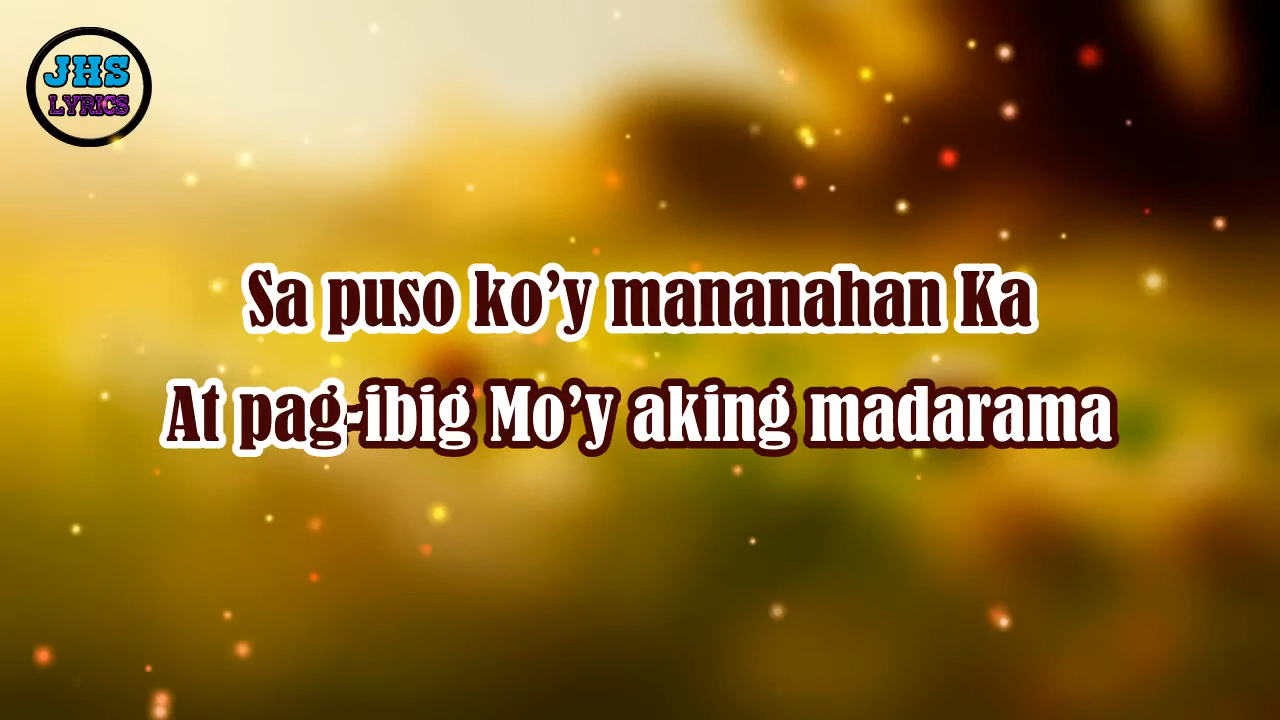 JHS
LYRICS
Sa puso ko’y mananahan Ka
At pag-ibig Mo’y aking madarama